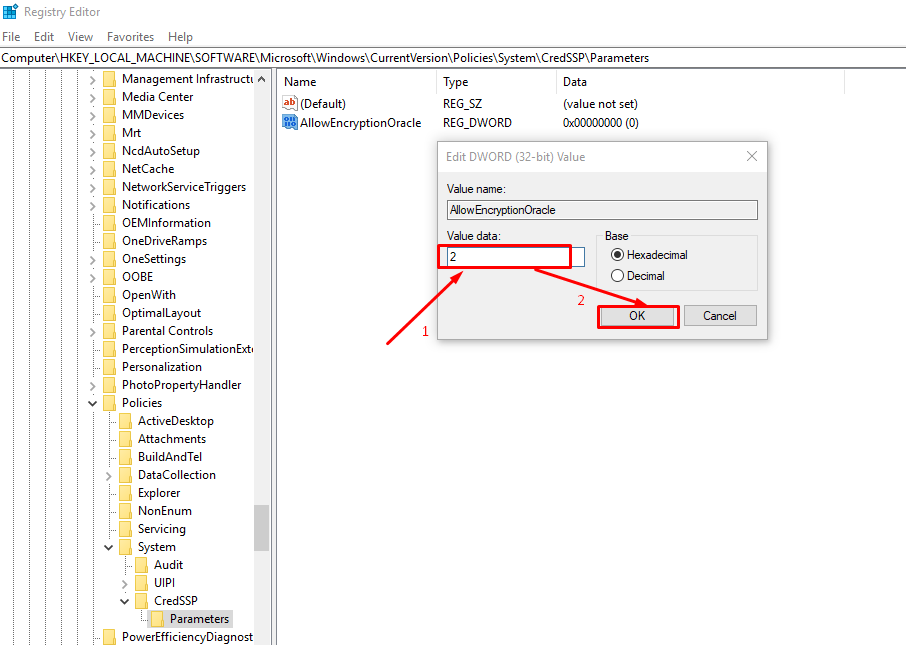 Registry Editor
File Edit View Favorites Help
Computer\HKEY_LOCAL_MACHINE\SOFTWARE\Microsoft\Windows\CurrentVersion\Policies\System\CredSSP\Parameters
Management Infrastructu
Media Center
MMDevices
Mrt
NcdAutoSetup
NetCache
NetworkServiceTriggers
Notifications
OEMInformation
OneDriveRamps
OneSettings
OOBE
OpenWith
OptimalLayout
Parental Controls
PerceptionSimulationExte
Personalization
PhotoPropertyHandler
Policies
ActiveDesktop
Attachments
BuildAndTel
DataCollection
Explorer
NonEnum
Servicing
System
Audit
UIPI
CredSSP
Parameters
PowerEfficiencyDiagnost
Name Type Data
ab (Default) REG_SZ (value not set)
AllowEncryptionOracle REG_DWORD 0x00000000 (0)
Edit DWORD (32-bit) Value
Value name:
AllowEncryptionOracle
Value data:
2
Base
Hexadecimal
Decimal
1
2
OK Cancel